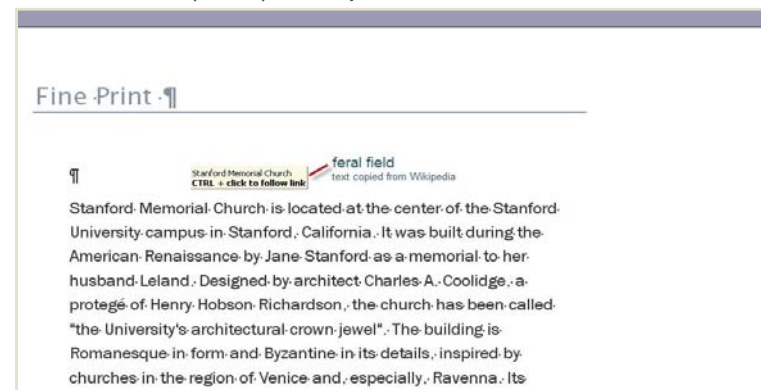 Fine·Print·¶
feral field
Stanford Memorial Church
CTRL + click to follow link
text copied from Wikipedia
¶
Stanford·Memorial·Church·is·located·at·the·center·of·the·Stanford·
University·campus·in·Stanford,·California.·It·was·built·during·the·
American·Renaissance·by·Jane·Stanford·as·a·memorial·to·her·
husband·Leland.·Designed·by·architect·Charles·A.·Coolidge,·a·
protegé·of·Henry·Hobson·Richardson,·the·church·has·been·called·
"the·University's·architectural·crown·jewel".·The·building·is·
Romanesque·in·form·and·Byzantine·in·its·details,·inspired·by·
churches·in·the·region·of·Venice·and,·especially,·Ravenna.·Its·